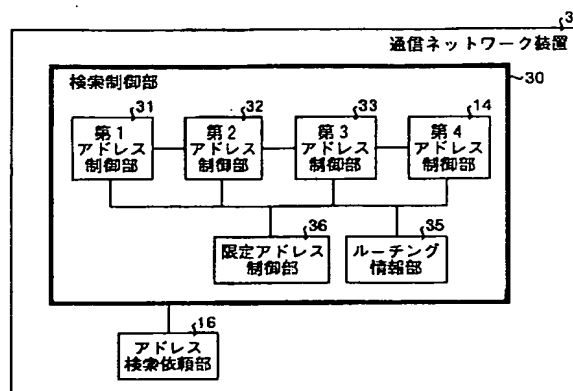 3
通信ネットワーク装置
検索制御部
30
31
32
33
14
第1
アドレス
制御部
第2
アドレス
制御部
第3
アドレス
制御部
第4
アドレス
制御部
36
35
限定アドレス
制御部
ルーチング
情報部
16
アドレス
検索依頼部